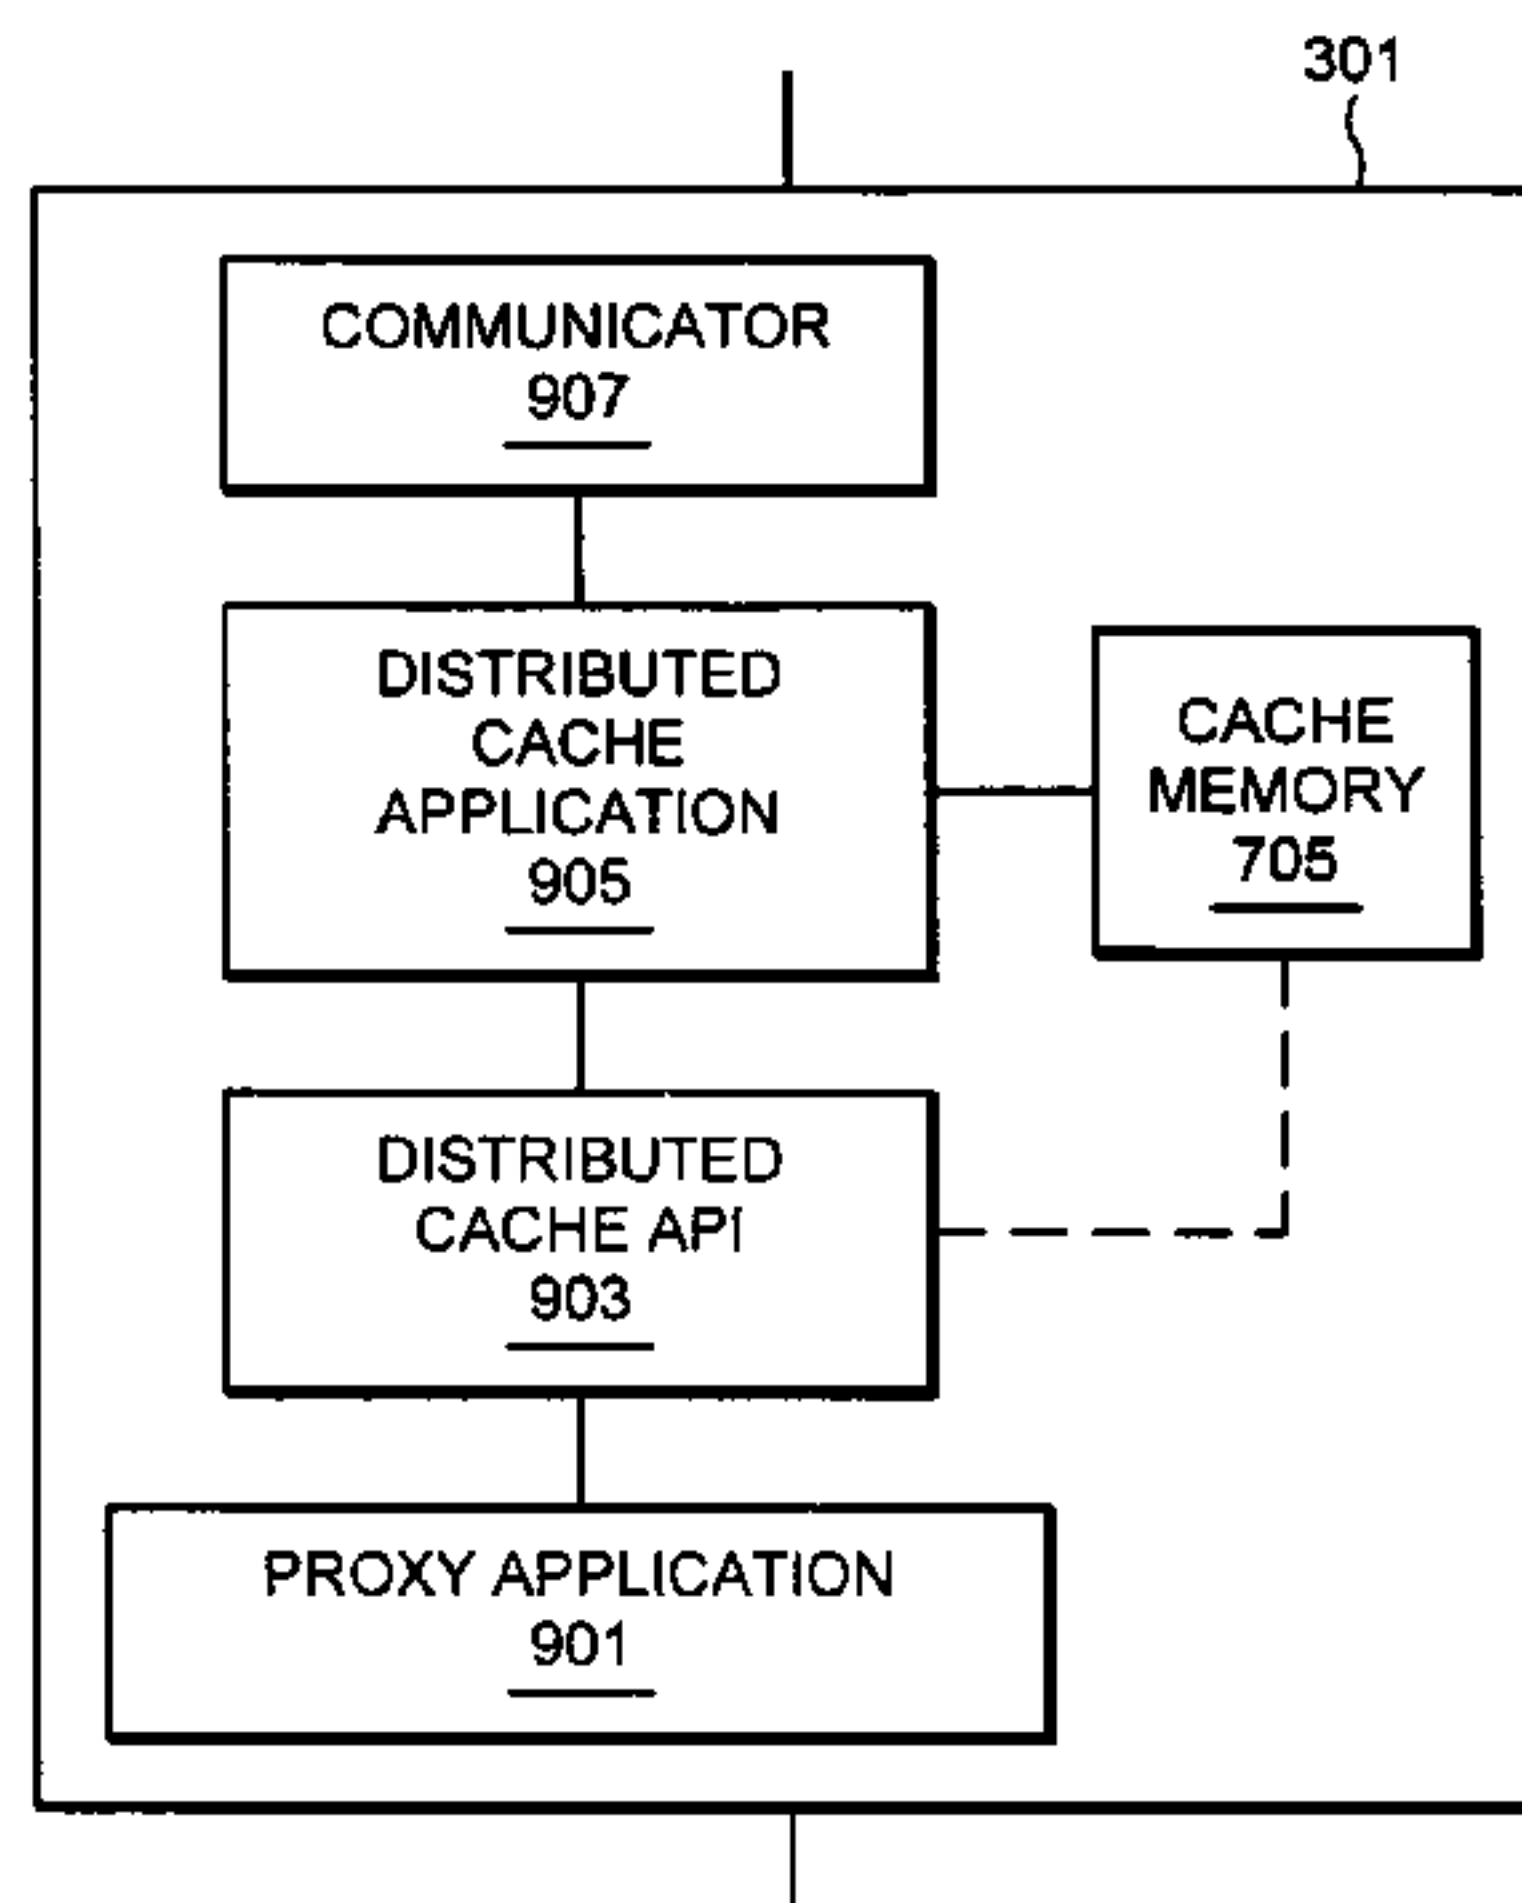 301
COMMUNICATOR
907
DISTRIBUTED
CACHE
APPLICATION
905
CACHE
MEMORY
705
DISTRIBUTED
CACHE API
903
PROXY APPLICATION
901